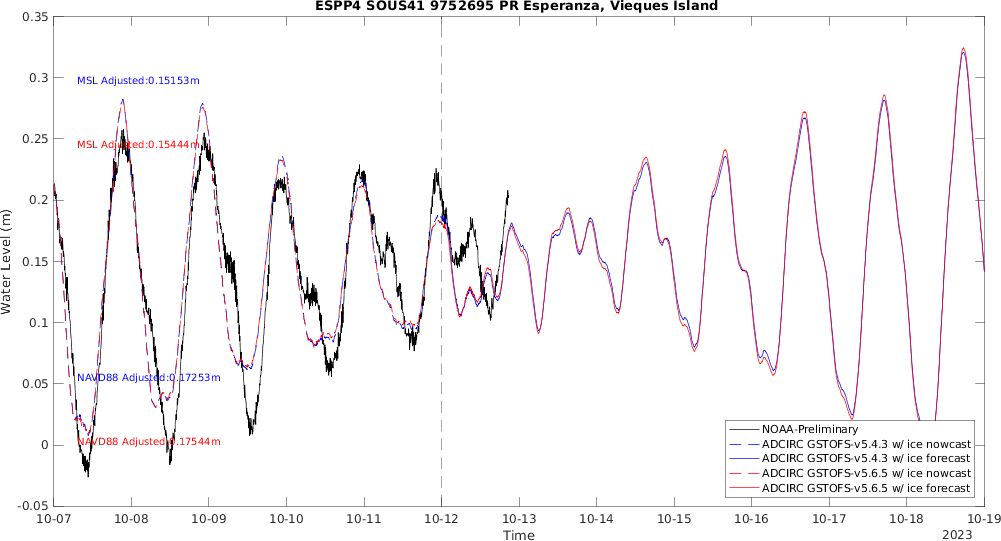 ESPP4 SOUS41 9752695 PR Esperanza, Vieques Island
0.35
0.3
0.25
0.2
0.15
0.1
0.05
0
-0.05
Water Level (m)
MSL Adjusted:0.15153m
MSL Adjusted:0.15444m
NAVD88 Adjusted:0.17253m
NAVD88 Adjusted:0.17544m
NOAA-Preliminary
ADCIRC GSTOFS-v5.4.3 w/ ice nowcast
ADCIRC GSTOFS-v5.4.3 w/ ice forecast
ADCIRC GSTOFS-v5.6.5 w/ ice nowcast
ADCIRC GSTOFS-v5.6.5 w/ ice forecast
10-07 10-08 10-09 10-10 10-11 10-12 10-13 10-14 10-15 10-16 10-17 10-18 10-19
Time
2023